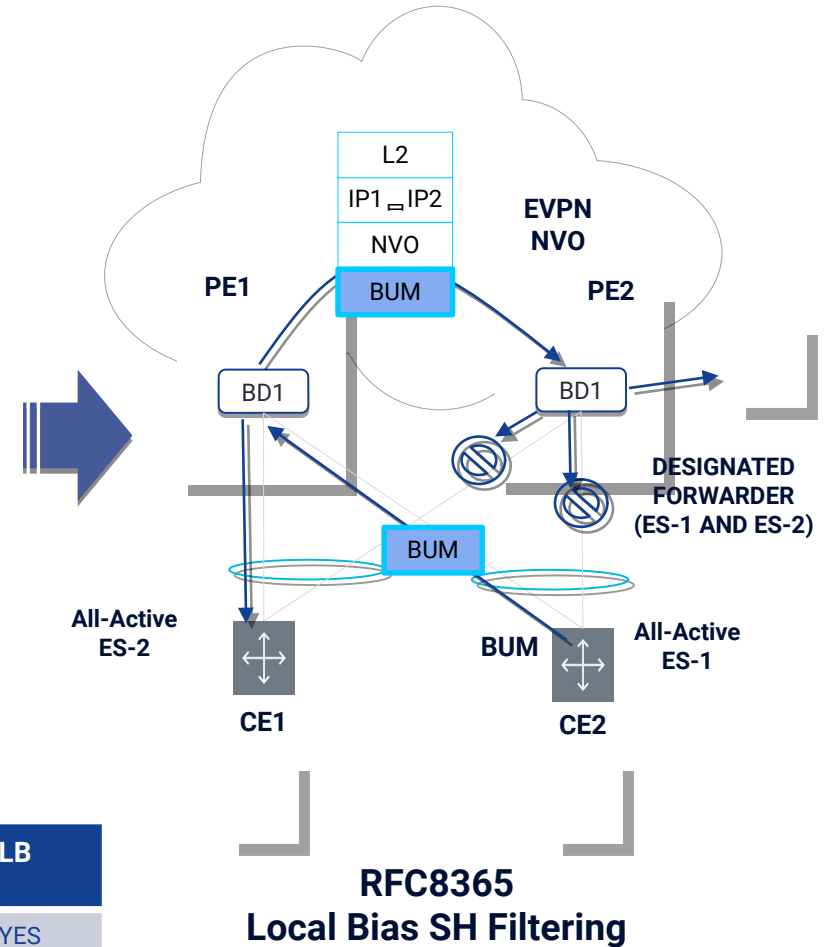 L2
IP1 IP2
NVO
BUM
EVPN
NVO
PE1
PE2
BD1
BD1
DESIGNATED
FORWARDER
(ES-1 AND ES-2)
BUM
All-Active
ES-2
BUM
All-Active
ES-1
CE1
CE2
LB
YES
RFC8365
Local Bias SH Filtering